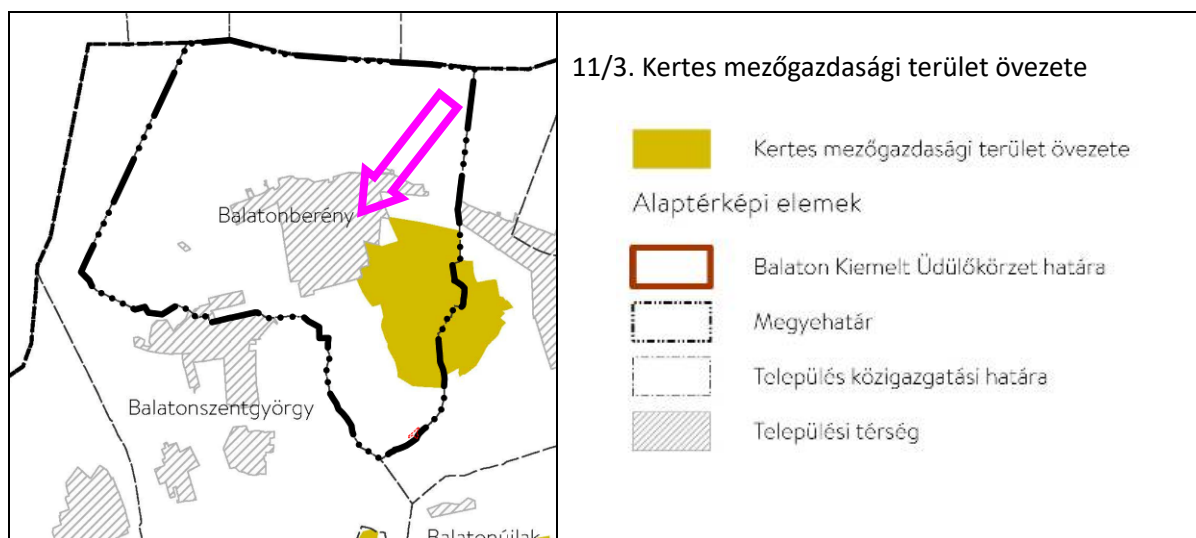 Balatonberény
Balatonszentgyörgy
Balatonújlak
11/3. Kertes mezőgazdasági terület övezete
Kertes mezőgazdasági terület övezete
Alaptérképi elemek
Balaton Kiemelt Üdülőkörzet határa
Megyehatár
Település közigazgatási határa
Települési térség